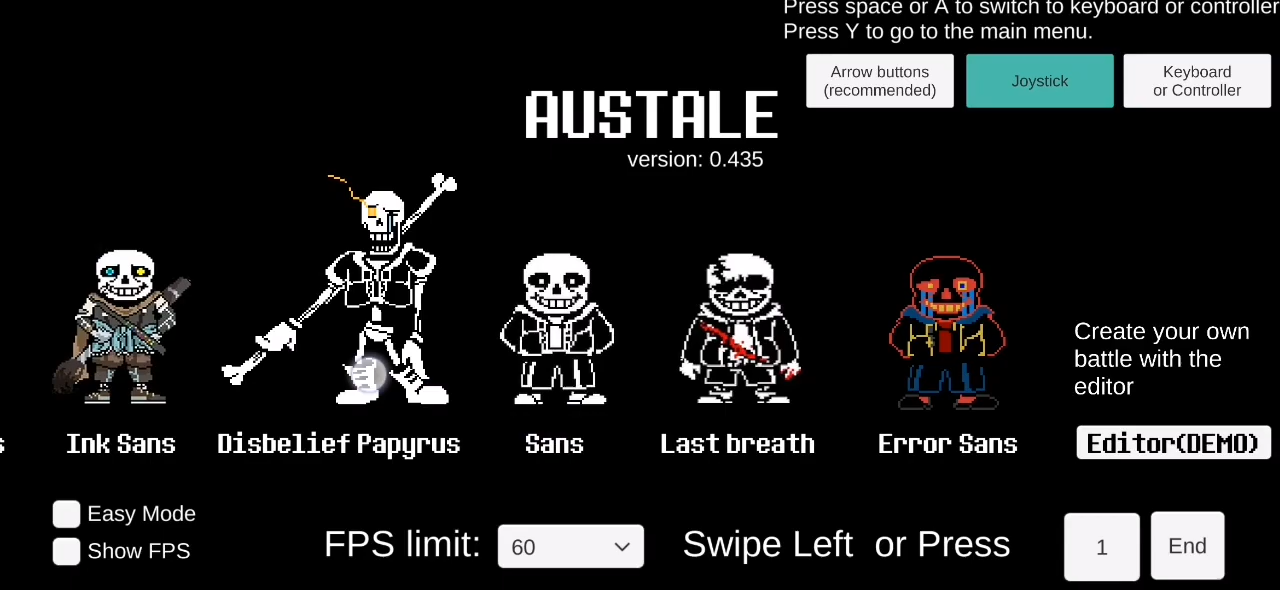 Press space or A to switch to keyboard or controller
Press Y to go to the main menu.
Arrow buttons
(recommended)
Joystick
Keyboard
or Controller
AUSTALE
version: 0.435
Create your own
battle with the
editor
s
Ink Sans
Disbelief Papyrus
Sans
Last breath
Error Sans
Editor(DEMO)
Easy Mode
Show FPS
FPS limit:
60
Swipe Left or Press
1
End